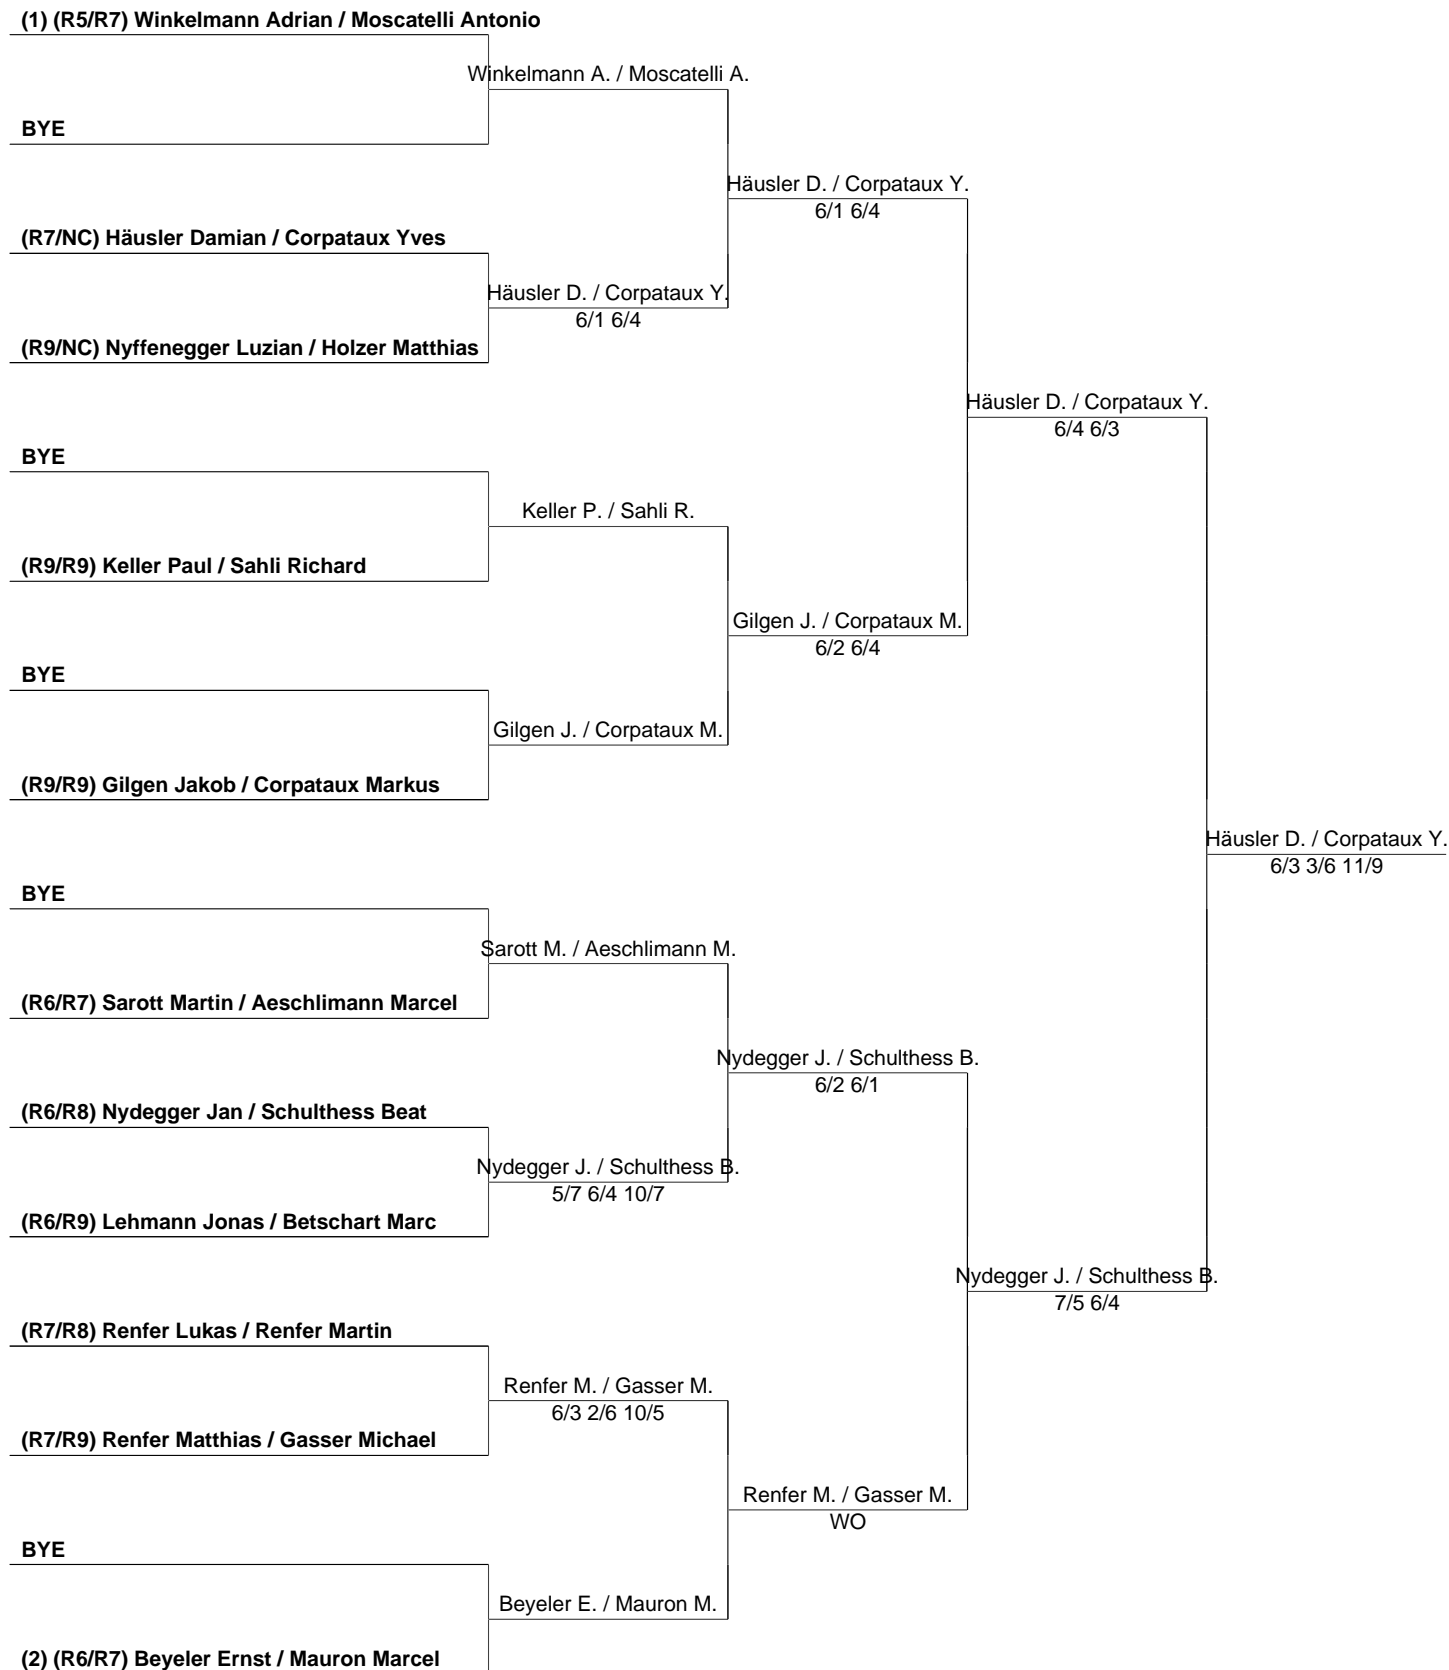 (1) (R5/R7) Winkelmann Adrian / Moscatelli Antonio
Winkelmann A. / Moscatelli A.
BYE
Häusler D. / Corpataux Y.
6/1 6/4
(R7/NC) Häusler Damian / Corpataux Yves
Häusler D. / Corpataux Y.
6/1 6/4
(R9/NC) Nyffenegger Luzian / Holzer Matthias
Häusler D. / Corpataux Y.
6/4 6/3
BYE
Keller P. / Sahli R.
(R9/R9) Keller Paul / Sahli Richard
Gilgen J. / Corpataux M.
6/2 6/4
BYE
Gilgen J. / Corpataux M.
(R9/R9) Gilgen Jakob / Corpataux Markus
Häusler D. / Corpataux Y.
6/3 3/6 11/9
BYE
Sarott M. / Aeschlimann M.
(R6/R7) Sarott Martin / Aeschlimann Marcel
Nydegger J. / Schulthess B.
6/2 6/1
(R6/R8) Nydegger Jan / Schulthess Beat
Nydegger J. / Schulthess B.
5/7 6/4 10/7
(R6/R9) Lehmann Jonas / Betschart Marc
Nydegger J. / Schulthess B.
7/5 6/4
(R7/R8) Renfer Lukas / Renfer Martin
Renfer M. / Gasser M.
6/3 2/6 10/5
(R7/R9) Renfer Matthias / Gasser Michael
Renfer M. / Gasser M.
WO
BYE
Beyeler E. / Mauron M.
(2) (R6/R7) Beyeler Ernst / Mauron Marcel